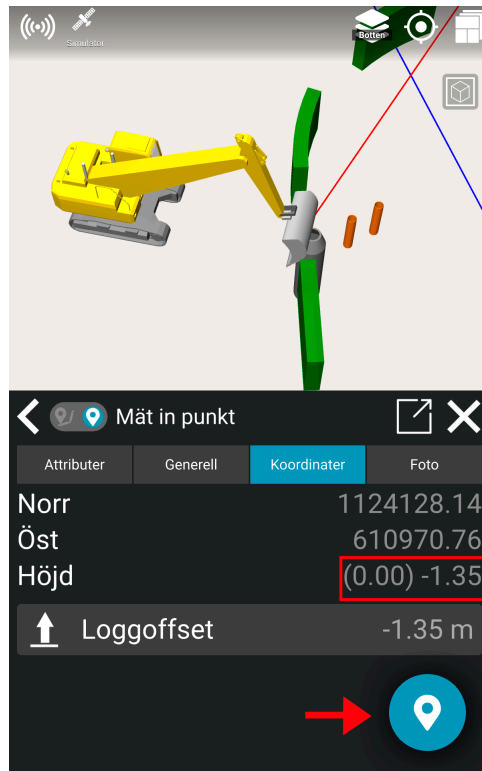 Simulator
Botten
Mät in punkt
Attributer Generell Koordinater Foto
Norr 1124128.14
Öst 610970.76
Höjd (0.00) -1.35
Loggoffset -1.35 m